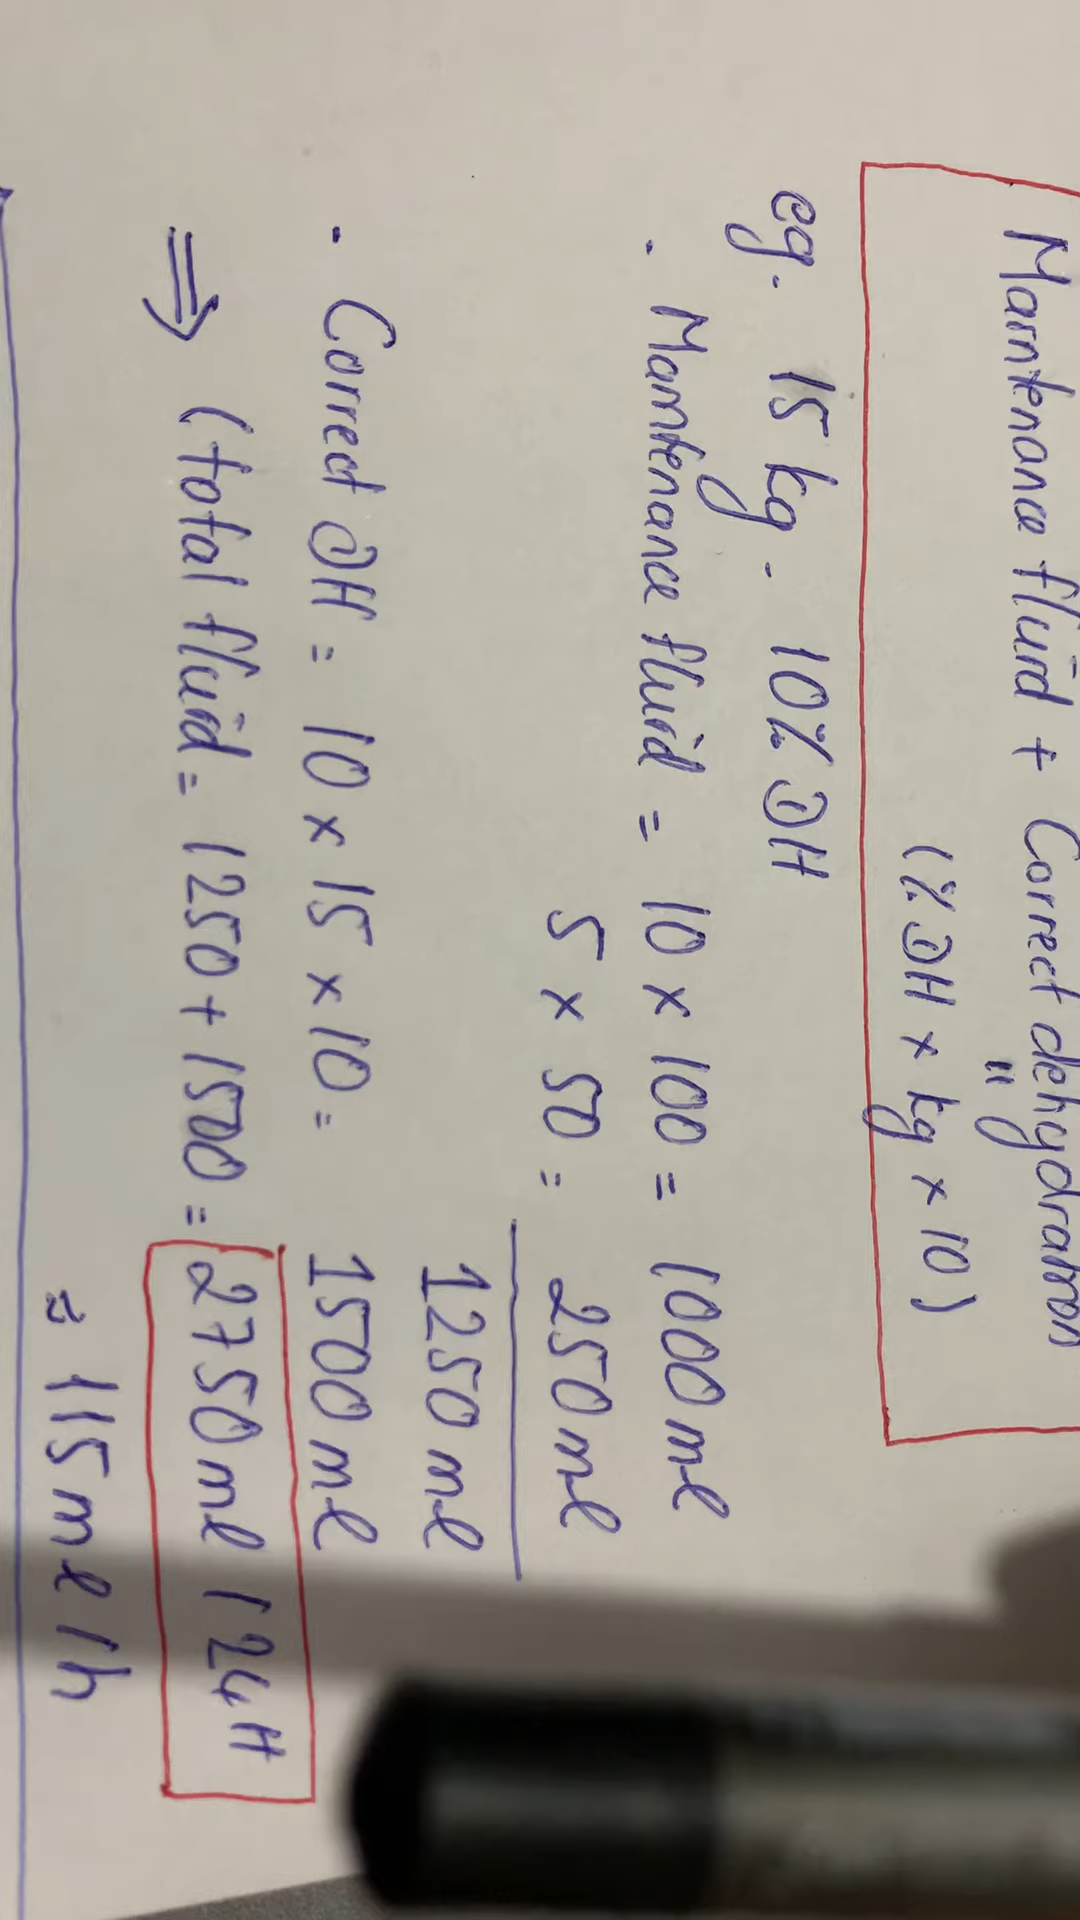 Maintenance fluid + Correct dehydration
"
(% DH × kg × 10)
eg. 15 kg. 10% DH
. Maintenance fluid = 10 × 100 = 1000 ml
5 × 50 = 250 ml
1250 ml
. Correct DH = 10 × 15 × 10 = 1500 ml
⇒ (total fluid = 1250 + 1500 = 2750 ml / 24H
≈ 115 ml / h